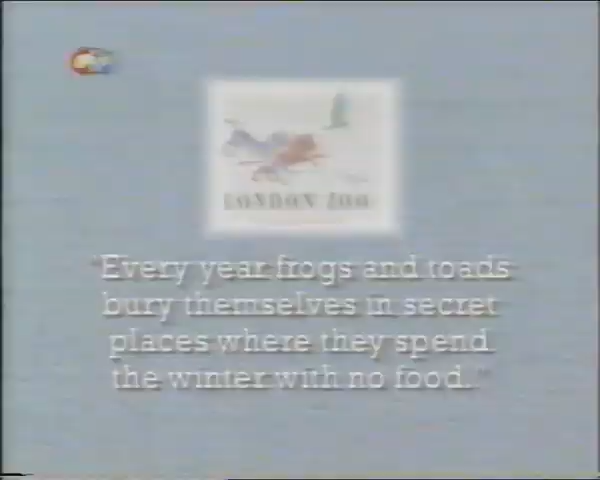 LONDON ZOO
"Every year frogs and toads
bury themselves in secret
places where they spend
the winter with no food."